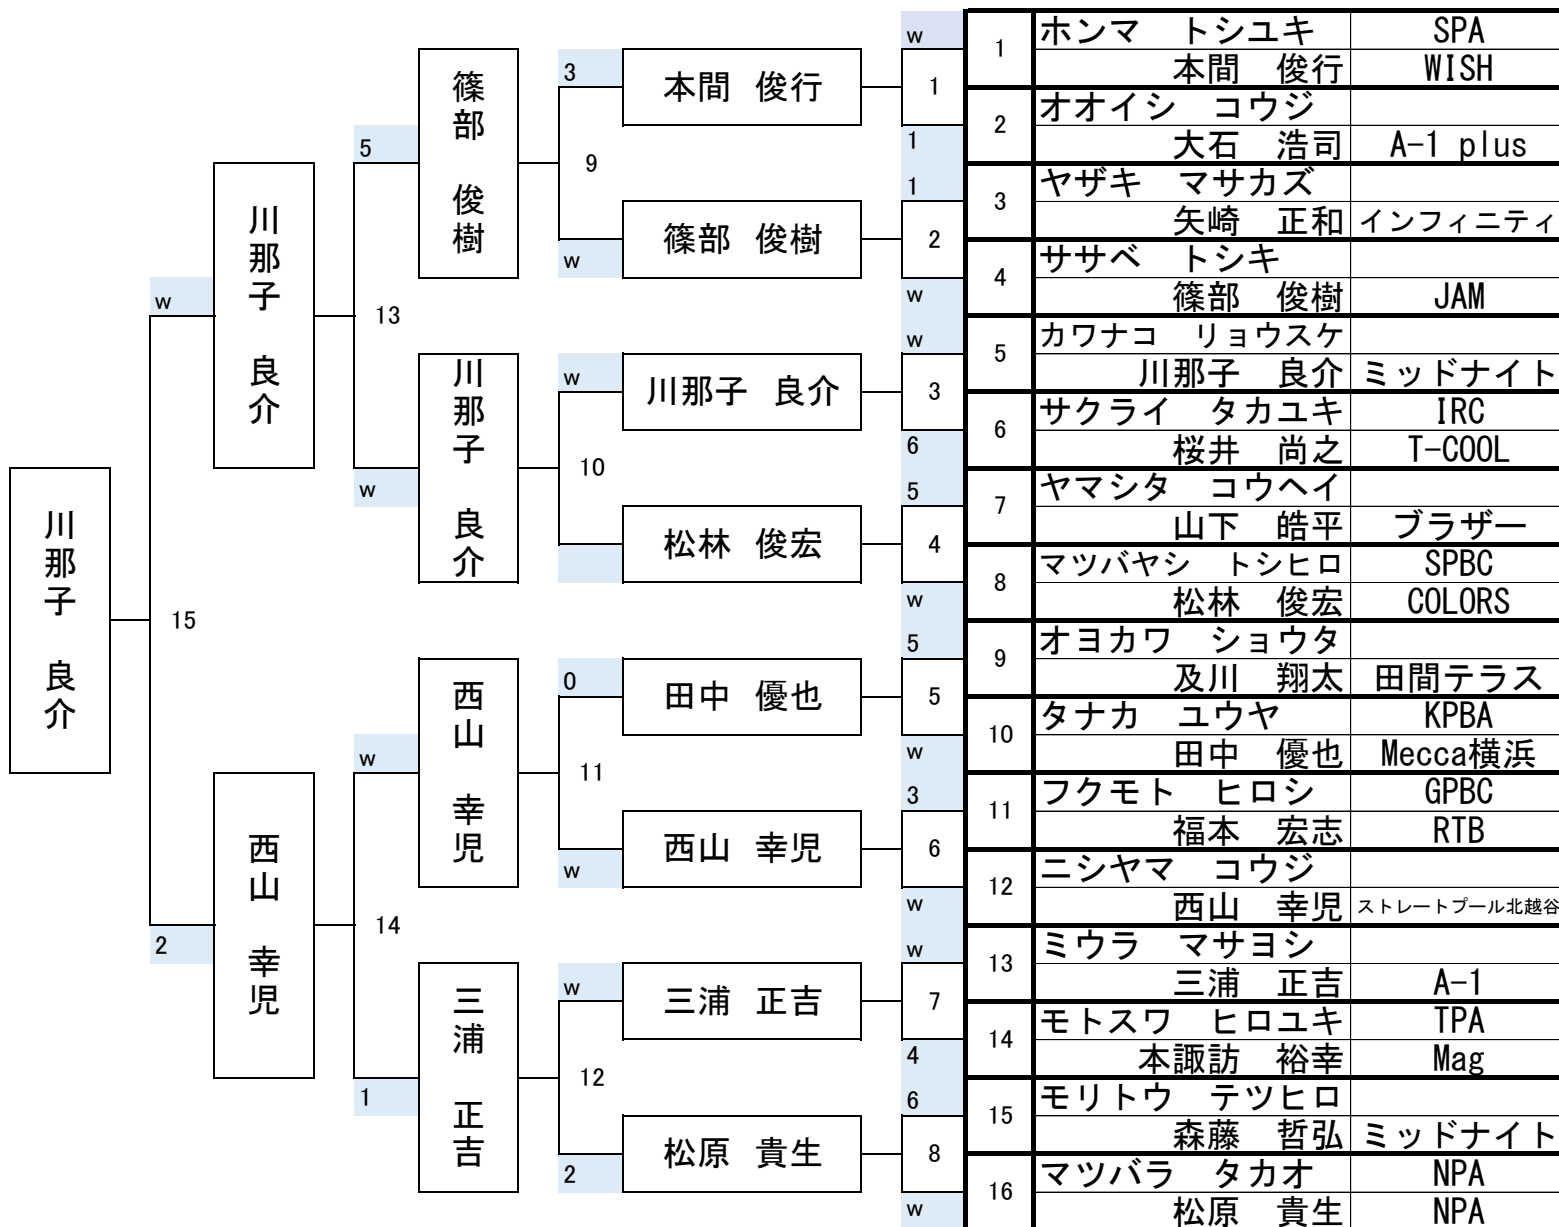 川那子 良介
w
15
2
川那子 良介
西山 幸児
5
13
w
w
14
1
篠部 俊樹
川那子 良介
西山 幸児
三浦 正吉
3
9
w
w
10
0
11
w
w
12
2
本間 俊行
篠部 俊樹
川那子 良介
松林 俊宏
田中 優也
西山 幸児
三浦 正吉
松原 貴生
w
1
1
1
2
w
w
3
6
5
4
w
5
5
w
3
6
w
w
7
4
6
8
w
1 ホンマ トシユキ SPA
本間 俊行 WISH
2 オオイシ コウジ
大石 浩司 A-1 plus
3 ヤザキ マサカズ
矢崎 正和 インフィニティ
4 ササベ トシキ
篠部 俊樹 JAM
5 カワナコ リョウスケ
川那子 良介 ミッドナイト
6 サクライ タカユキ IRC
桜井 尚之 T-COOL
7 ヤマシタ コウヘイ
山下 皓平 ブラザー
8 マツバヤシ トシヒロ SPBC
松林 俊宏 COLORS
9 オヨカワ ショウタ
及川 翔太 田間テラス
10 タナカ ユウヤ KPBA
田中 優也 Mecca横浜
11 フクモト ヒロシ GPBC
福本 宏志 RTB
12 ニシヤマ コウジ
西山 幸児 ストレートプール北越谷
13 ミウラ マサヨシ
三浦 正吉 A-1
14 モトスワ ヒロユキ TPA
本諏訪 裕幸 Mag
15 モリトウ テツヒロ
森藤 哲弘 ミッドナイト
16 マツバラ タカオ NPA
松原 貴生 NPA